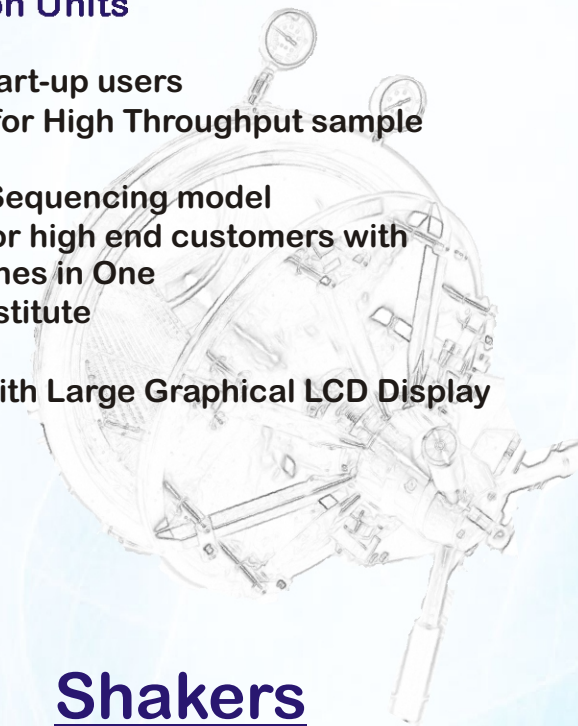 on Units
art-up users
for High Throughput sample
Sequencing model
or high end customers with
nes in One
stitute
ith Large Graphical LCD Display
Shakers